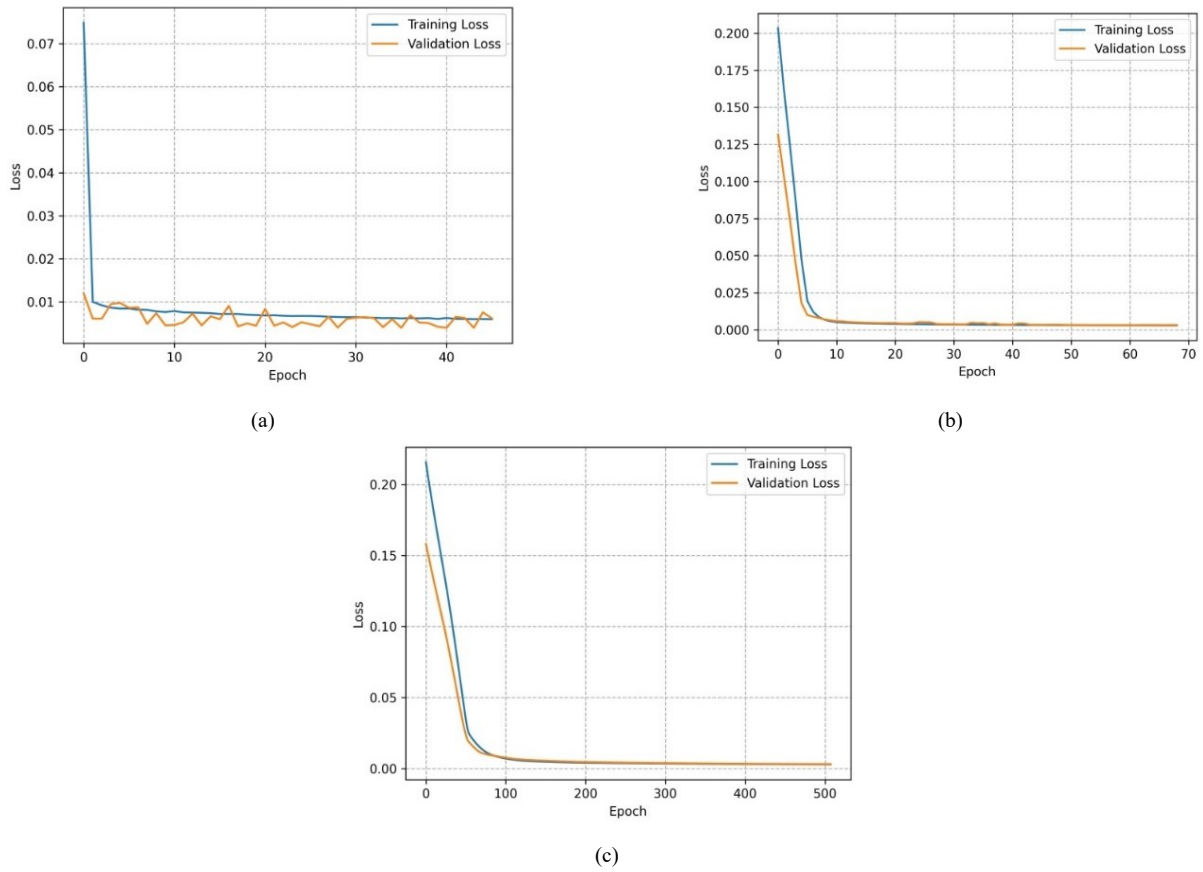 Training Loss
Validation Loss
0.07
0.06
0.05
0.04
0.03
0.02
0.01
Loss
0 10 20 30 40
Epoch
(a)
Training Loss
Validation Loss
0.200
0.175
0.150
0.125
0.100
0.075
0.050
0.025
0.000
Loss
0 10 20 30 40 50 60 70
Epoch
(b)
Training Loss
Validation Loss
0.20
0.15
0.10
0.05
0.00
Loss
0 100 200 300 400 500
Epoch
(c)